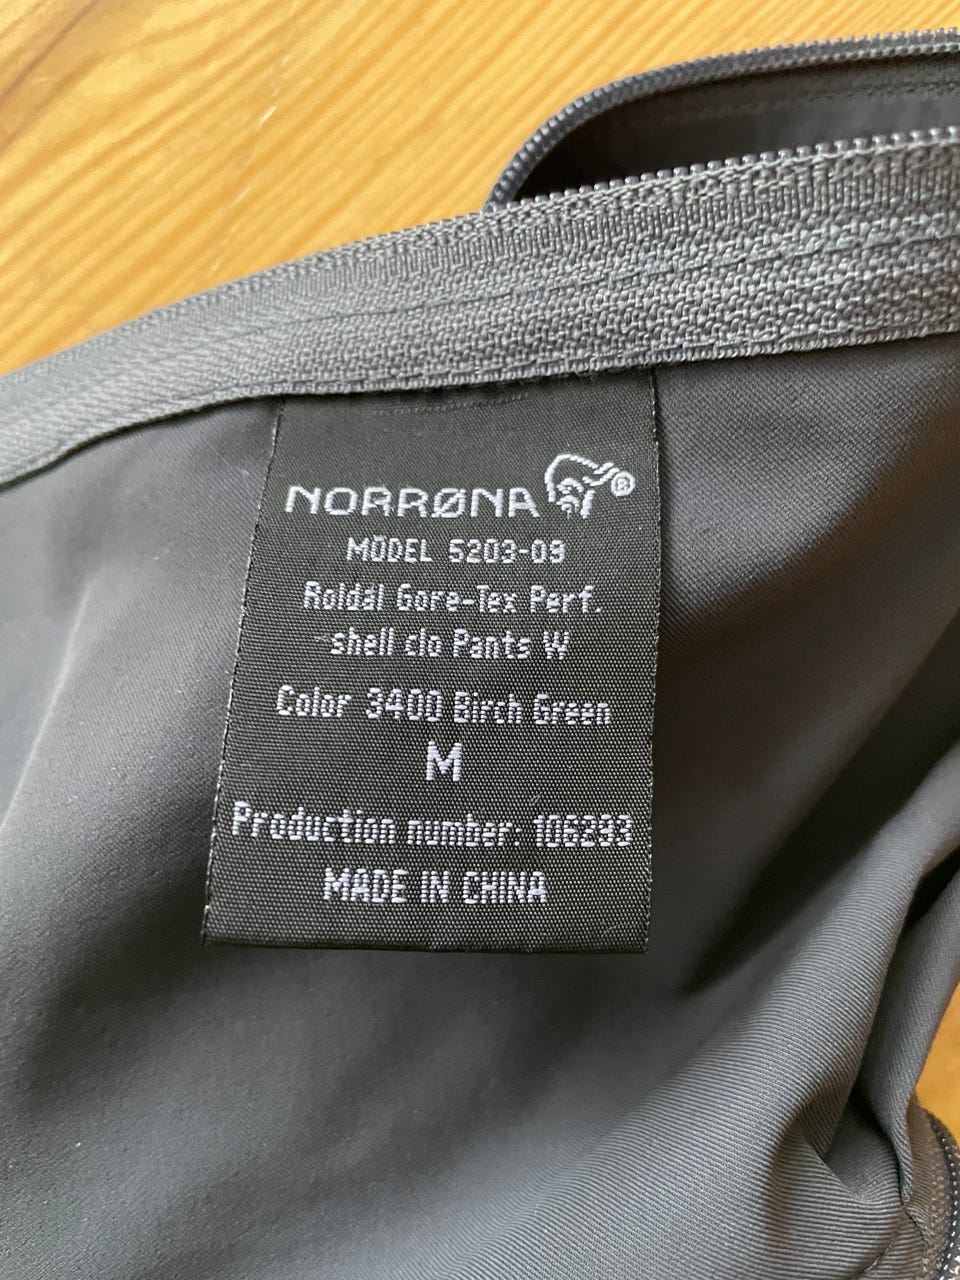 NORRØNA®
MODEL 5203-09
Roldal Gore-Tex Perf.
shell clo Pants W
Color 3400 Birch Green
M
Production number: 106293
MADE IN CHINA